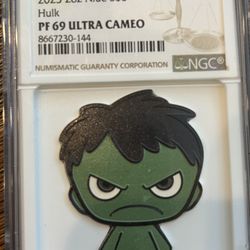 Hulk
PF 69 ULTRA CAMEO
8667230-144
NUMISMATIC GUARANTY CORPORATION
NGC